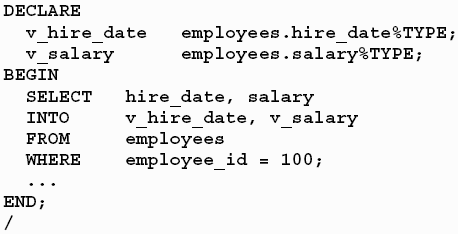 DECLARE
  v_hire_date   employees.hire_date%TYPE;
  v_salary      employees.salary%TYPE;
BEGIN
  SELECT   hire_date, salary
  INTO     v_hire_date, v_salary
  FROM     employees
  WHERE    employee_id = 100;
  ...
END;
/